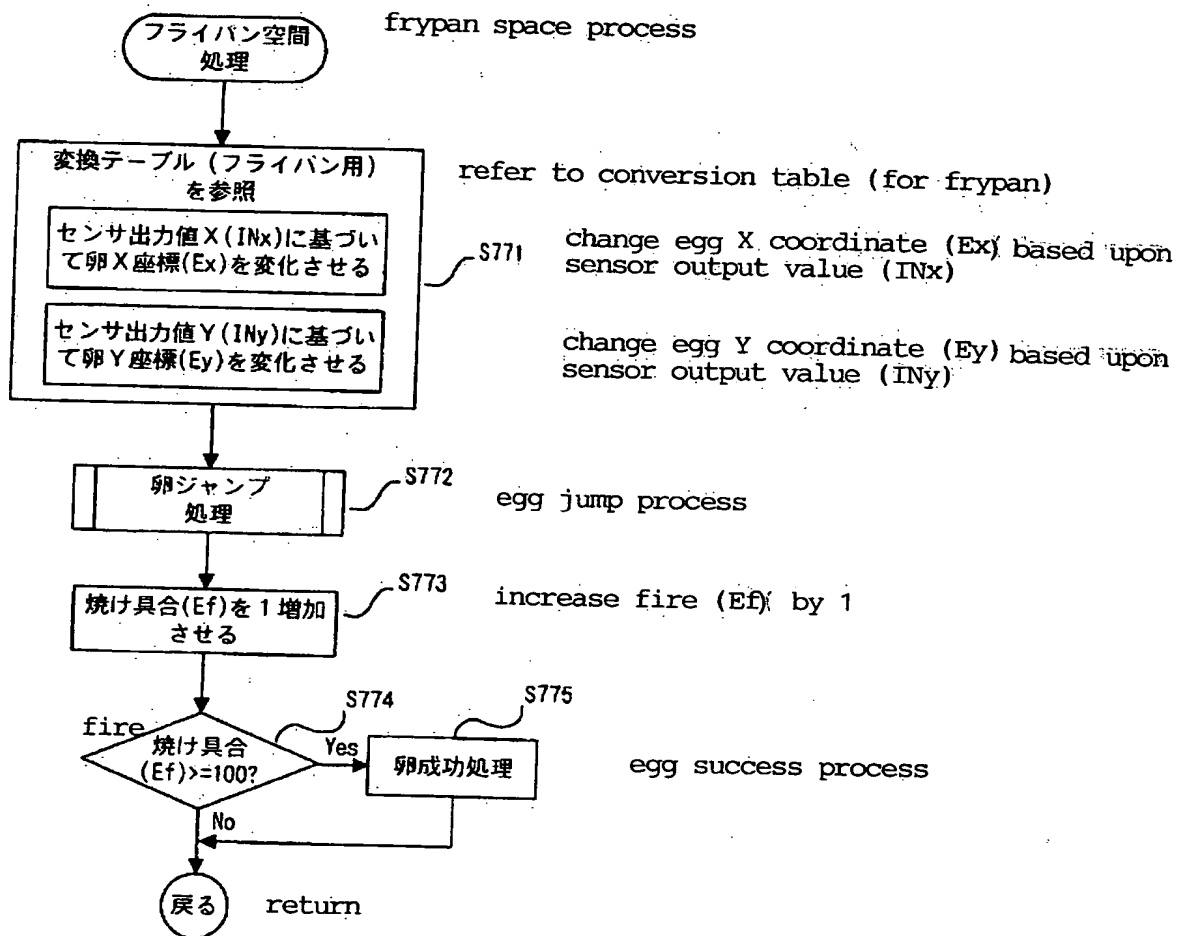 フライパン空間
処理
frypan space process
変換テーブル(フライパン用)
を参照
refer to conversion table (for frypan)
センサ出力値X(INx)に基づい
て卵X座標(Ex)を変化させる
S771
change egg X coordinate (Ex) based upon
sensor output value (INx)
センサ出力値Y(INy)に基づい
て卵Y座標(Ey)を変化させる
change egg Y coordinate (Ey) based upon
sensor output value (INy)
卵ジャンプ
処理
S772
egg jump process
焼け具合(Ef)を1増加
させる
S773
increase fire (Ef) by 1
S774
S775
fire
焼け具合
(Ef)>=100?
Yes
卵成功処理
egg success process
No
戻る
return